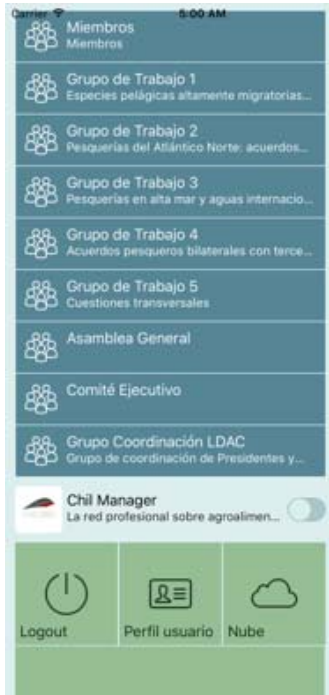 Carrier 5:00 AM
Miembros
Miembros
Grupo de Trabajo 1
Especies pelágicas altamente migratorias...
Grupo de Trabajo 2
Pesquerías del Atlántico Norte: acuerdos...
Grupo de Trabajo 3
Pesquerías en alta mar y aguas internacio...
Grupo de Trabajo 4
Acuerdos pesqueros bilaterales con terce...
Grupo de Trabajo 5
Cuestiones transversales
Asamblea General
Comité Ejecutivo
Grupo Coordinación LDAC
Grupo de coordinación de Presidentes y...
Chil Manager
La red profesional sobre agroalimen...
Logout Perfil usuario Nube